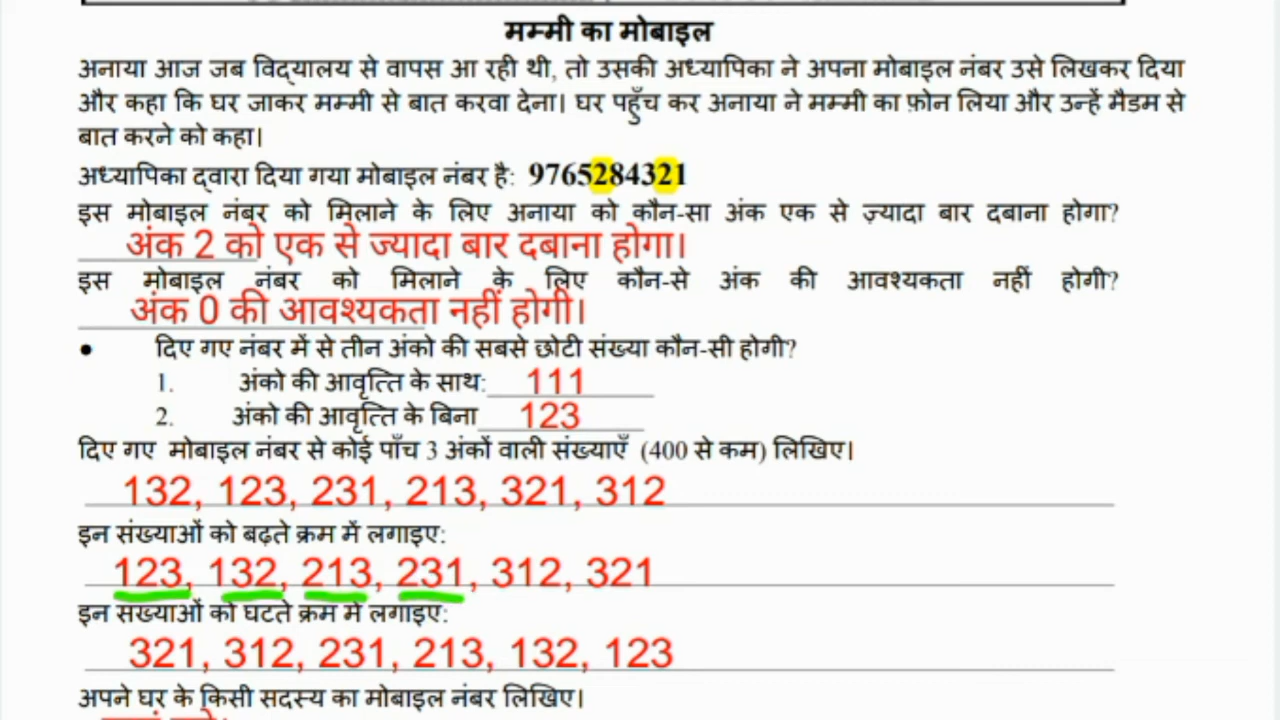 मम्मी का मोबाइल
अनाया आज जब विद्यालय से वापस आ रही थी, तो उसकी अध्यापिका ने अपना मोबाइल नंबर उसे लिखकर दिया
और कहा कि घर जाकर मम्मी से बात करवा देना। घर पहुँच कर अनाया ने मम्मी का फ़ोन लिया और उन्हें मैडम से
बात करने को कहा।
अध्यापिका द्वारा दिया गया मोबाइल नंबर है: 9765284321
इस मोबाइल नंबर को मिलाने के लिए अनाया को कौन-सा अंक एक से ज़्यादा बार दबाना होगा?
अंक 2 को एक से ज्यादा बार दबाना होगा।
इस मोबाइल नंबर को मिलाने के लिए कौन-से अंक की आवश्यकता नहीं होगी?
अंक 0 की आवश्यकता नहीं होगी।
● दिए गए नंबर में से तीन अंको की सबसे छोटी संख्या कौन-सी होगी?
1. अंको की आवृत्ति के साथ: 111
2. अंको की आवृत्ति के बिना 123
दिए गए मोबाइल नंबर से कोई पाँच 3 अंकों वाली संख्याएँ (400 से कम) लिखिए।
132, 123, 231, 213, 321, 312
इन संख्याओं को बढ़ते क्रम में लगाइए:
123, 132, 213, 231, 312, 321
इन संख्याओं को घटते क्रम में लगाइए:
321, 312, 231, 213, 132, 123
अपने घर के किसी सदस्य का मोबाइल नंबर लिखिए।